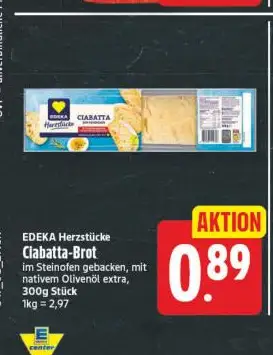 EDEKA
Herzstücke
CIABATTA
AKTION
EDEKA Herzstücke
Ciabatta-Brot
im Steinofen gebacken, mit
nativem Olivenöl extra,
300g Stück
1kg = 2,97
0.89
E
center